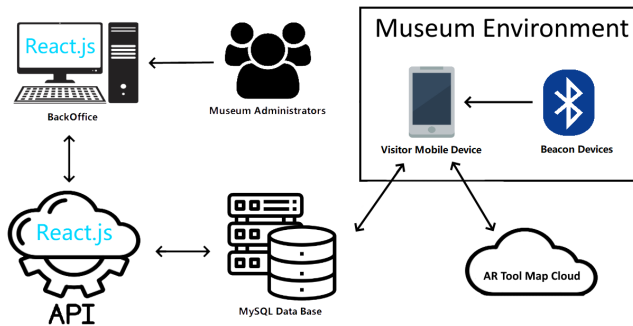 Museum Environment
React.js
BackOffice
Museum Administrators
Visitor Mobile Device
Beacon Devices
React.js
API
MySQL Data Base
AR Tool Map Cloud